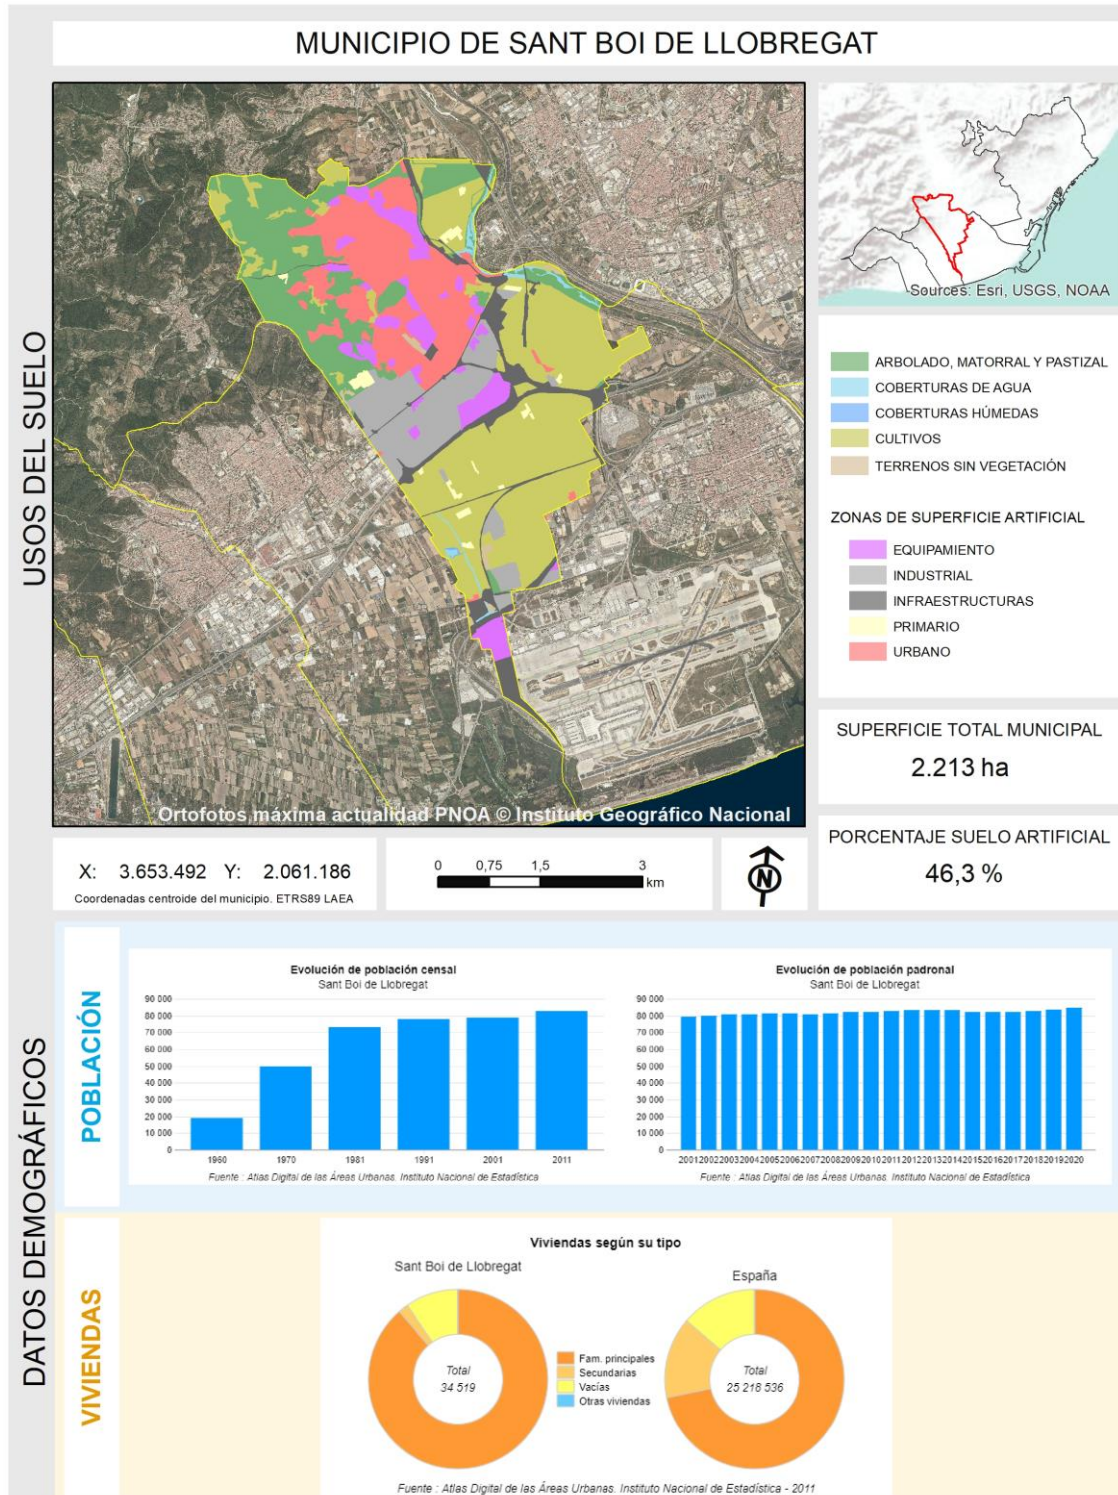 MUNICIPIO DE SANT BOI DE LLOBREGAT
USOS DEL SUELO
Ortofotos máxima actualidad PNOA © Instituto Geográfico Nacional
Sources: Esri, USGS, NOAA
ARBOLADO, MATORRAL Y PASTIZAL
COBERTURAS DE AGUA
COBERTURAS HÚMEDAS
CULTIVOS
TERRENOS SIN VEGETACIÓN
ZONAS DE SUPERFICIE ARTIFICIAL
EQUIPAMIENTO
INDUSTRIAL
INFRAESTRUCTURAS
PRIMARIO
URBANO
SUPERFICIE TOTAL MUNICIPAL
2.213 ha
PORCENTAJE SUELO ARTIFICIAL
46,3 %
X: 3.653.492 Y: 2.061.186
Coordenadas centroide del municipio. ETRS89 LAEA
0 0,75 1,5 3
km
N
DATOS DEMOGRÁFICOS
POBLACIÓN
Evolución de población censal
Sant Boi de Llobregat
90 000
80 000
70 000
60 000
50 000
40 000
30 000
20 000
10 000
0
1960 1970 1981 1991 2001 2011
Fuente : Atlas Digital de las Áreas Urbanas. Instituto Nacional de Estadística
Evolución de población padronal
Sant Boi de Llobregat
90 000
80 000
70 000
60 000
50 000
40 000
30 000
20 000
10 000
0
2001 2002 2003 2004 2005 2006 2007 2008 2009 2010 2011 2012 2013 2014 2015 2016 2017 2018 2019 2020
Fuente : Atlas Digital de las Áreas Urbanas. Instituto Nacional de Estadística
VIVIENDAS
Viviendas según su tipo
Sant Boi de Llobregat
Total
34 519
Fam. principales
Secundarias
Vacías
Otras viviendas
España
Total
25 218 536
Fuente : Atlas Digital de las Áreas Urbanas. Instituto Nacional de Estadística - 2011